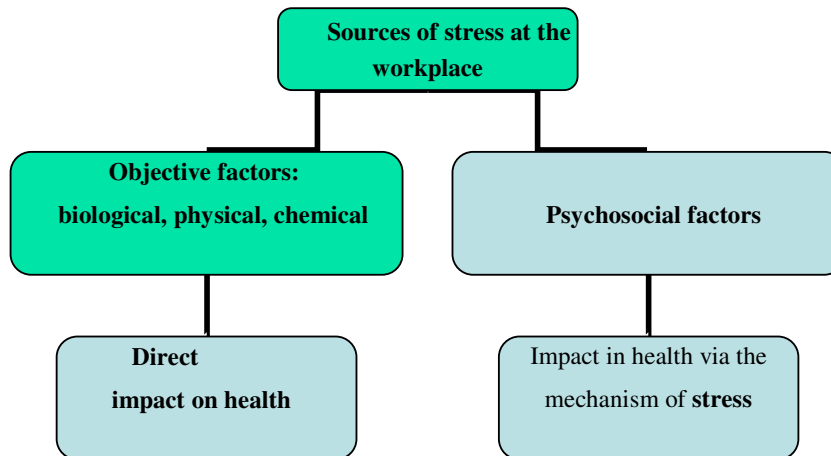 Sources of stress at the
workplace
Objective factors:
biological, physical, chemical
Psychosocial factors
Direct
impact on health
Impact in health via the
mechanism of stress